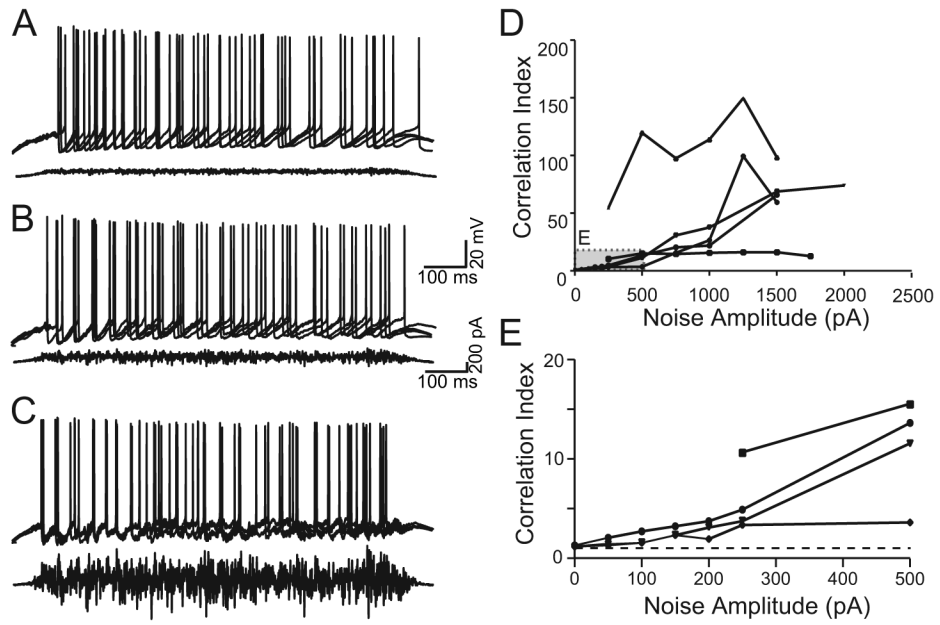 A
B
20 mV
100 ms
200 pA
100 ms
C
D
200
150
100
50
0
Correlation Index
E
0
500
1000
1500
2000
2500
Noise Amplitude (pA)
E
20
10
0
Correlation Index
0
100
200
300
400
500
Noise Amplitude (pA)